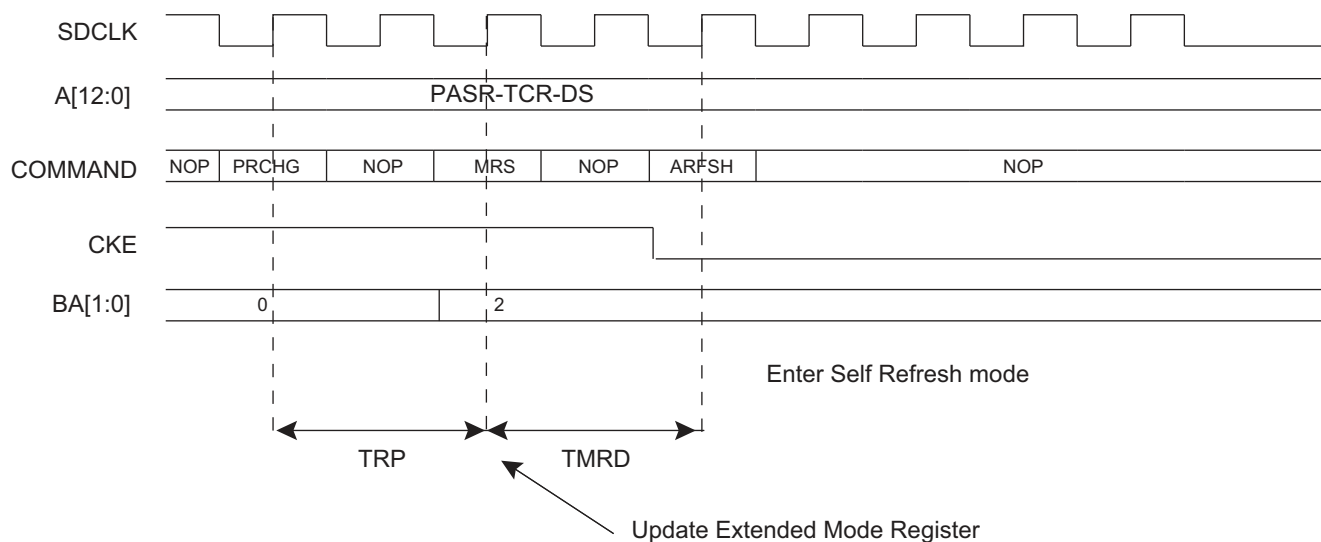 SDCLK
A[12:0] PASR-TCR-DS
COMMAND NOP PRCHG NOP MRS NOP ARFSH NOP
CKE
BA[1:0] 0 2
Enter Self Refresh mode
TRP TMRD
Update Extended Mode Register